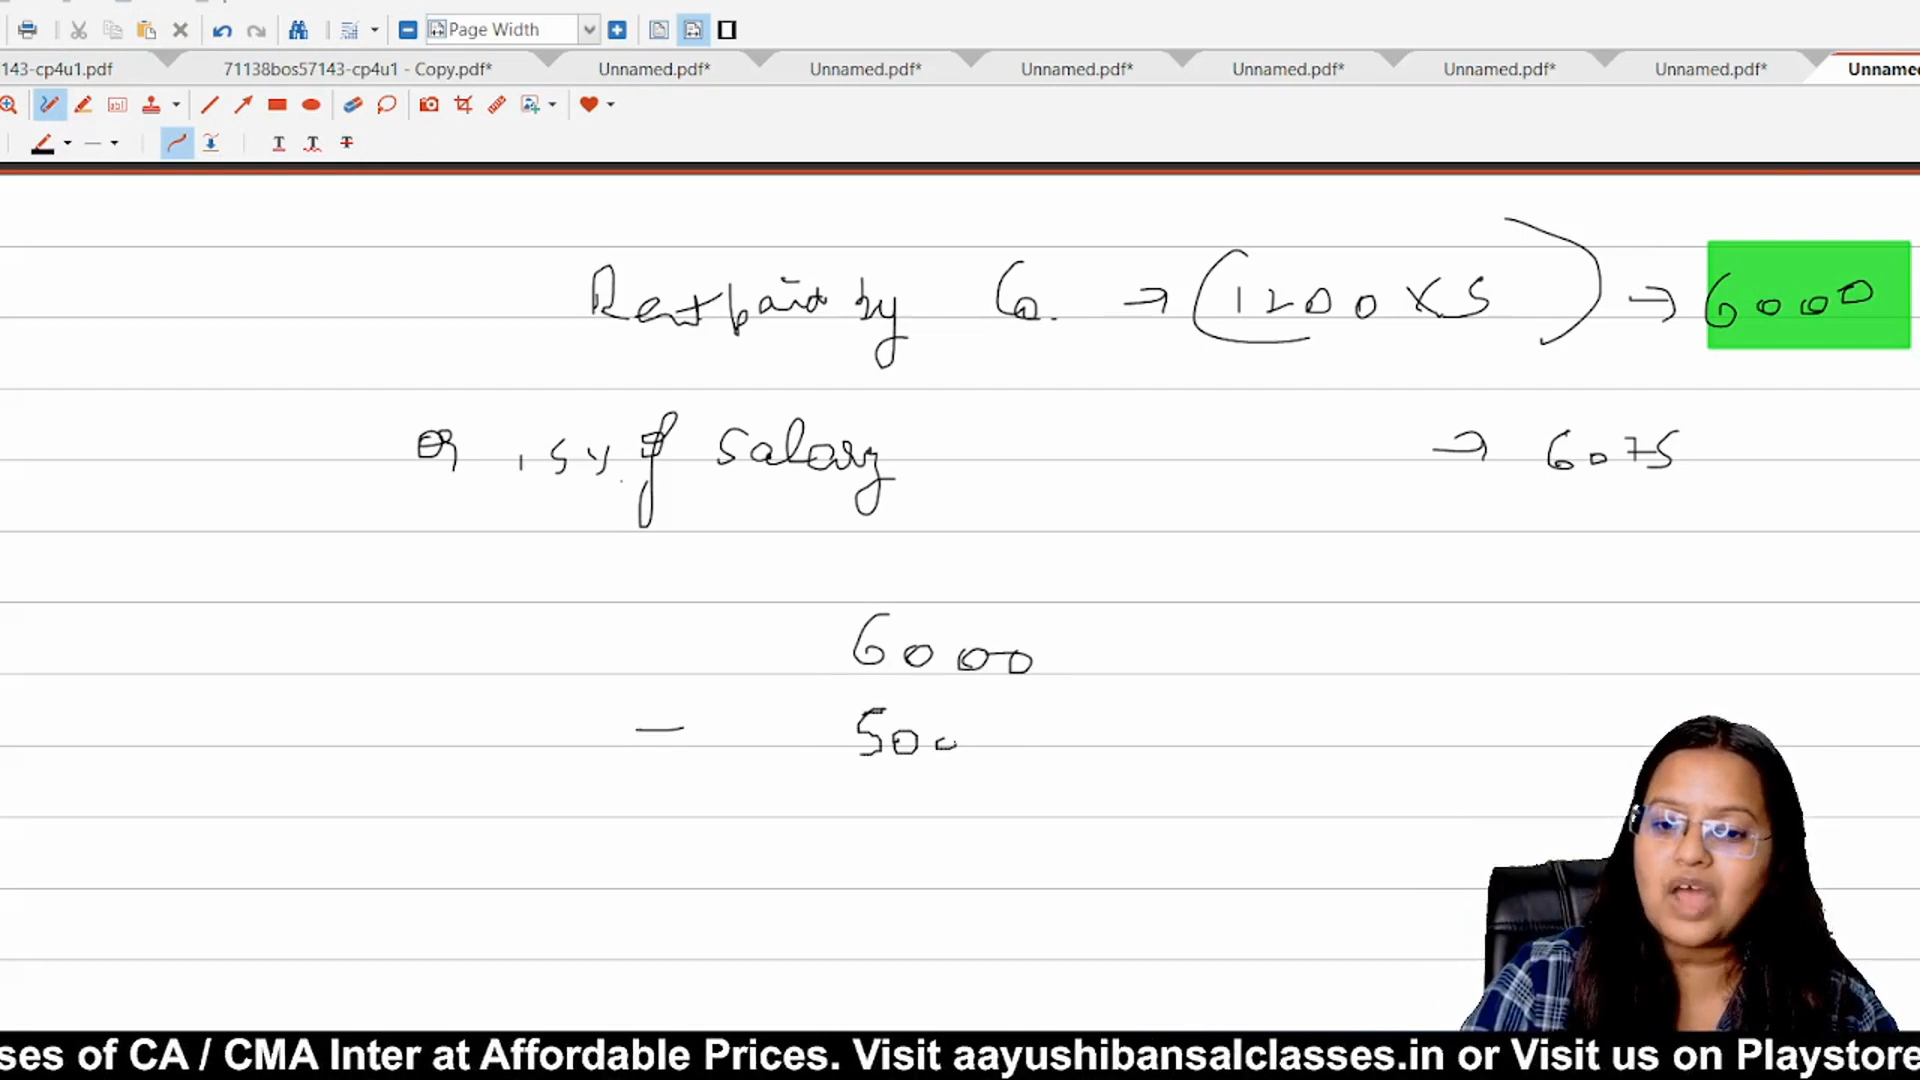 Page Width
143-cp4u1.pdf 71138bos57143-cp4u1 - Copy.pdf* Unnamed.pdf* Unnamed.pdf* Unnamed.pdf* Unnamed.pdf* Unnamed.pdf* Unnamed.pdf* Unnamed
T T T
Rent paid by Co. → (1200 X 5) → 6000
or 15% of salary → 6075
6000
- 500
ses of CA / CMA Inter at Affordable Prices. Visit aayushibansalclasses.in or Visit us on Playstore